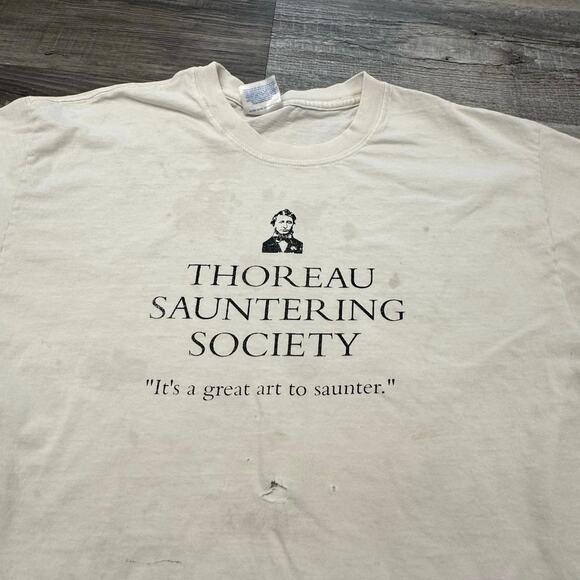 THOREAU
SAUNTERING
SOCIETY
"It's a great art to saunter."